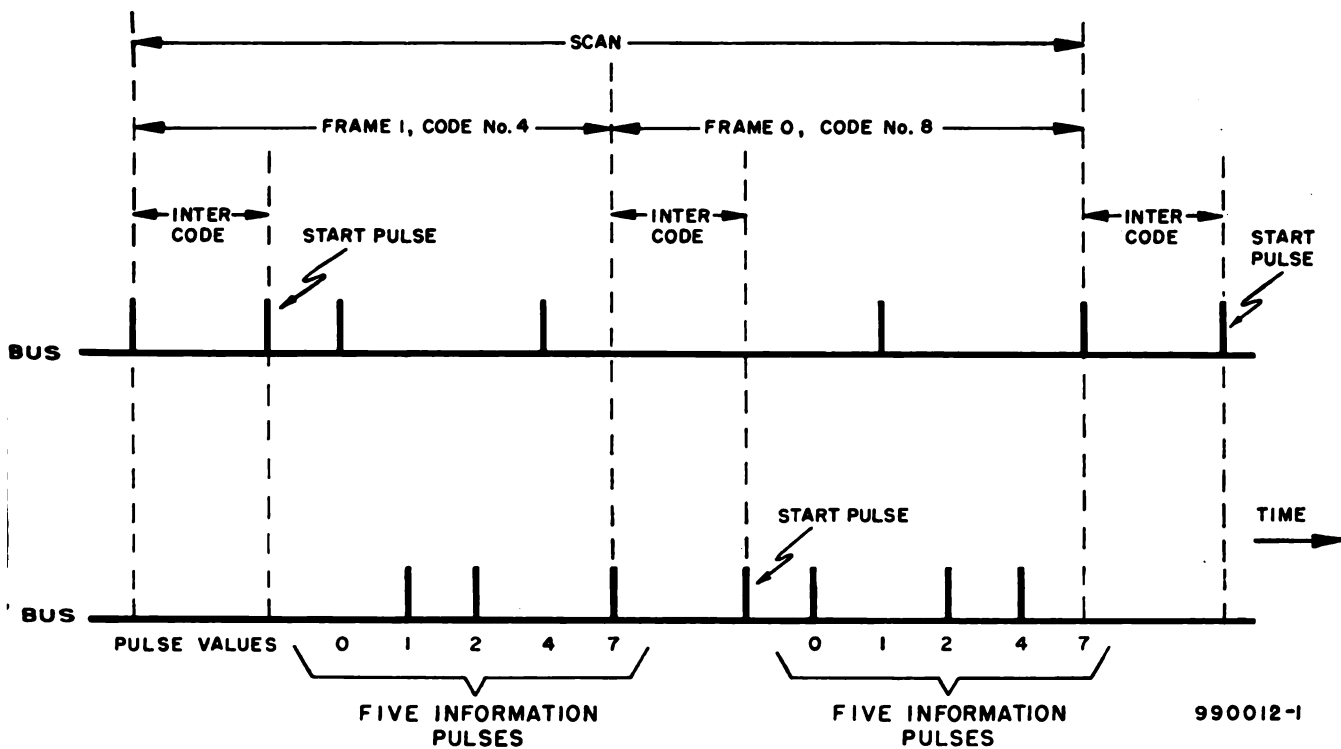 SCAN
FRAME 1, CODE No. 4
FRAME 0, CODE No. 8
INTER CODE
START PULSE
INTER CODE
INTER CODE
START PULSE
BUS
START PULSE
TIME
BUS
PULSE VALUES 0 1 2 4 7 0 1 2 4 7
FIVE INFORMATION
PULSES
FIVE INFORMATION
PULSES
990012-1